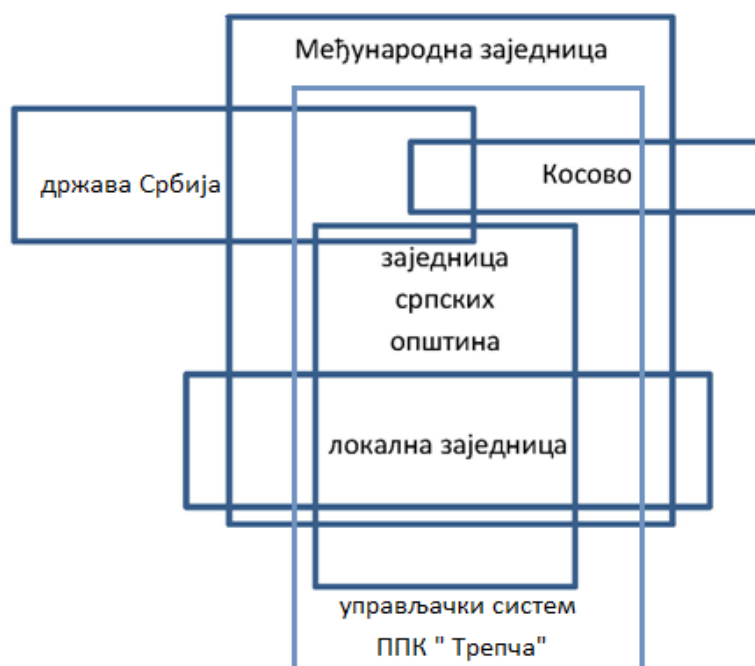 Међународна заједница
држава Србија
Косово
заједница
српских
општина
локална заједница
управљачки систем
ППК " Трепча"